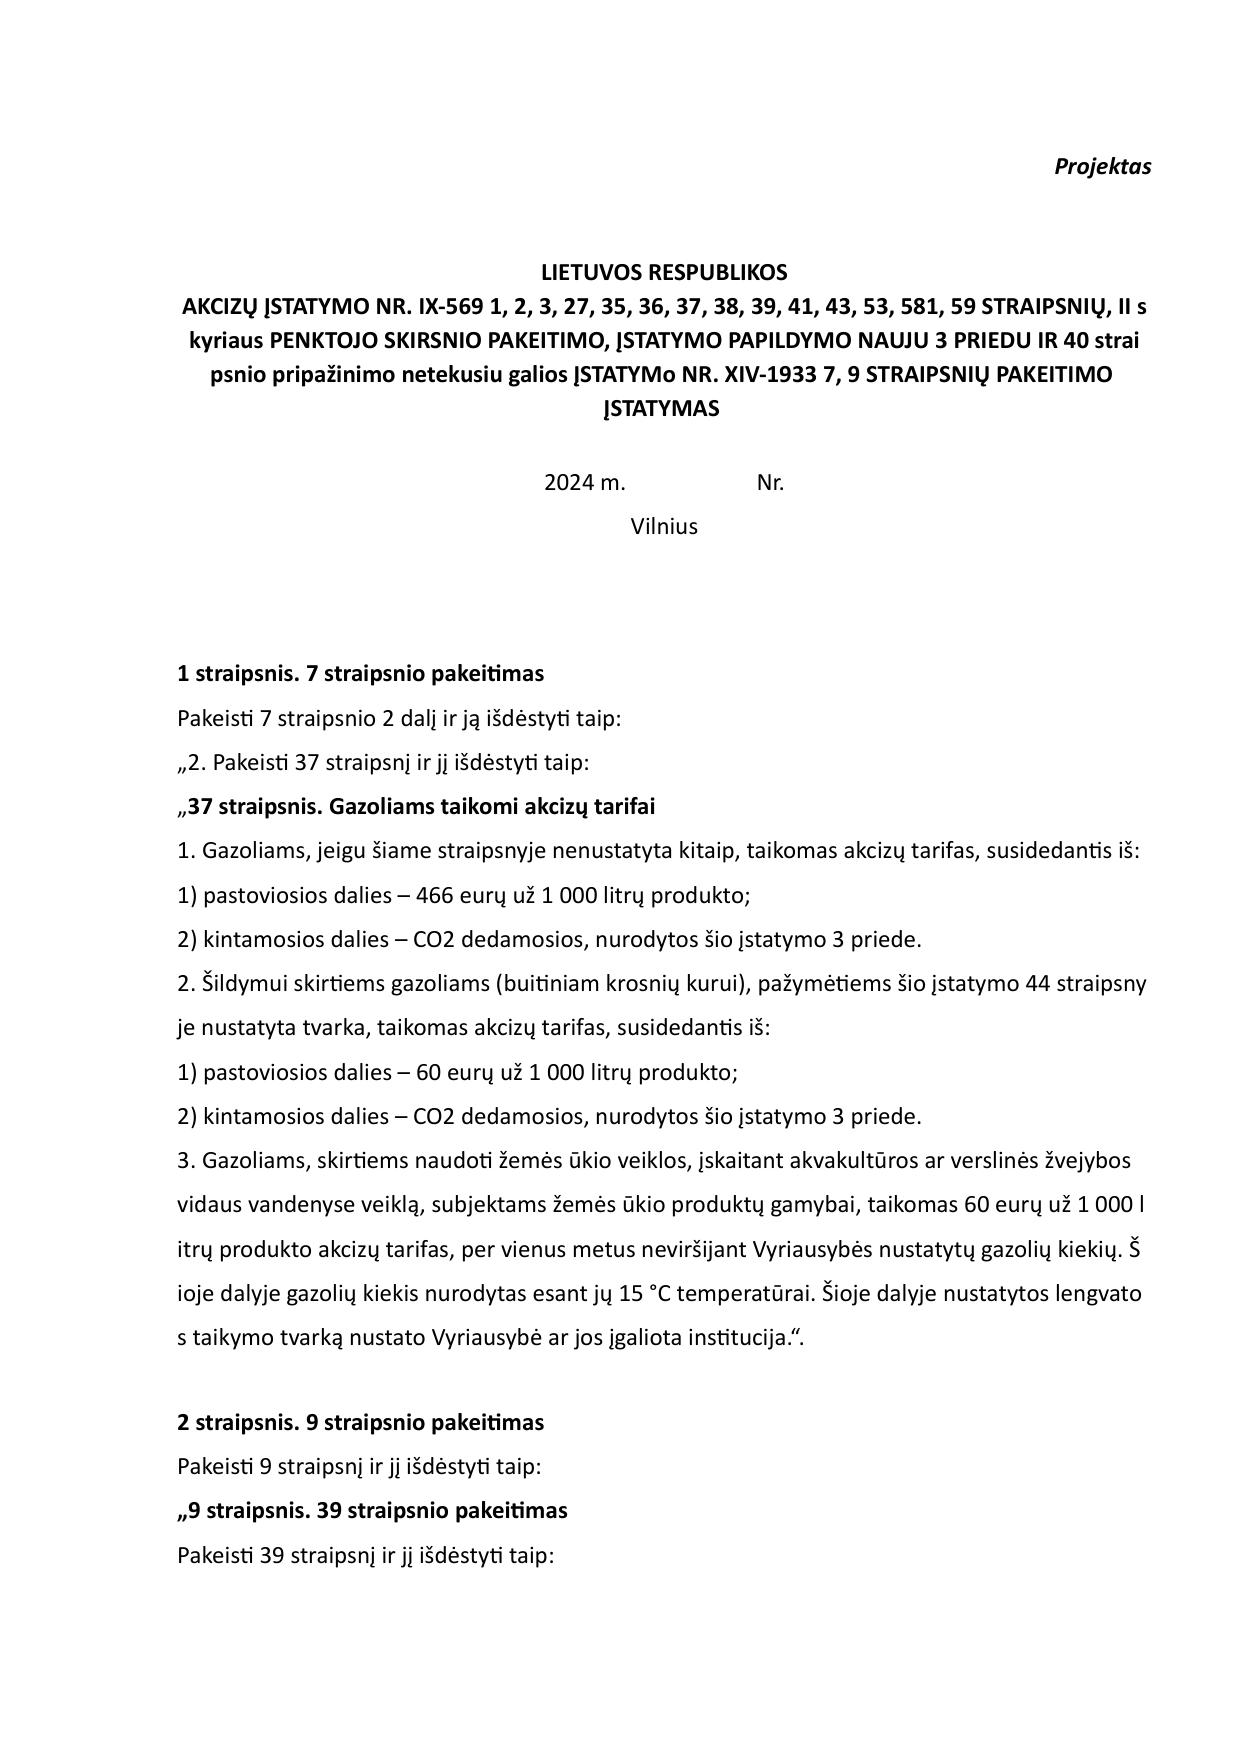 Projektas
LIETUVOS RESPUBLIKOS
AKCIZŲ ĮSTATYMO NR. IX-569 1, 2, 3, 27, 35, 36, 37, 38, 39, 41, 43, 53, 581, 59 STRAIPSNIŲ, II s
kyriaus PENKTOJO SKIRSNIO PAKEITIMO, ĮSTATYMO PAPILDYMO NAUJU 3 PRIEDU IR 40 strai
psnio pripažinimo netekusiu galios ĮSTATYMo NR. XIV-1933 7, 9 STRAIPSNIŲ PAKEITIMO
ĮSTATYMAS
2024 m. Nr.
Vilnius
1 straipsnis. 7 straipsnio pakeitimas
Pakeisti 7 straipsnio 2 dalį ir ją išdėstyti taip:
„2. Pakeisti 37 straipsnį ir jį išdėstyti taip:
„37 straipsnis. Gazoliams taikomi akcizų tarifai
1. Gazoliams, jeigu šiame straipsnyje nenustatyta kitaip, taikomas akcizų tarifas, susidedantis iš:
1) pastoviosios dalies – 466 eurų už 1 000 litrų produkto;
2) kintamosios dalies – CO2 dedamosios, nurodytos šio įstatymo 3 priede.
2. Šildymui skirtiems gazoliams (buitiniam krosnių kurui), pažymėtiems šio įstatymo 44 straipsny
je nustatyta tvarka, taikomas akcizų tarifas, susidedantis iš:
1) pastoviosios dalies – 60 eurų už 1 000 litrų produkto;
2) kintamosios dalies – CO2 dedamosios, nurodytos šio įstatymo 3 priede.
3. Gazoliams, skirtiems naudoti žemės ūkio veiklos, įskaitant akvakultūros ar verslinės žvejybos
vidaus vandenyse veiklą, subjektams žemės ūkio produktų gamybai, taikomas 60 eurų už 1 000 l
itrų produkto akcizų tarifas, per vienus metus neviršijant Vyriausybės nustatytų gazolių kiekių. Š
ioje dalyje gazolių kiekis nurodytas esant jų 15 °C temperatūrai. Šioje dalyje nustatytos lengvato
s taikymo tvarką nustato Vyriausybė ar jos įgaliota institucija.“.
2 straipsnis. 9 straipsnio pakeitimas
Pakeisti 9 straipsnį ir jį išdėstyti taip:
„9 straipsnis. 39 straipsnio pakeitimas
Pakeisti 39 straipsnį ir jį išdėstyti taip: